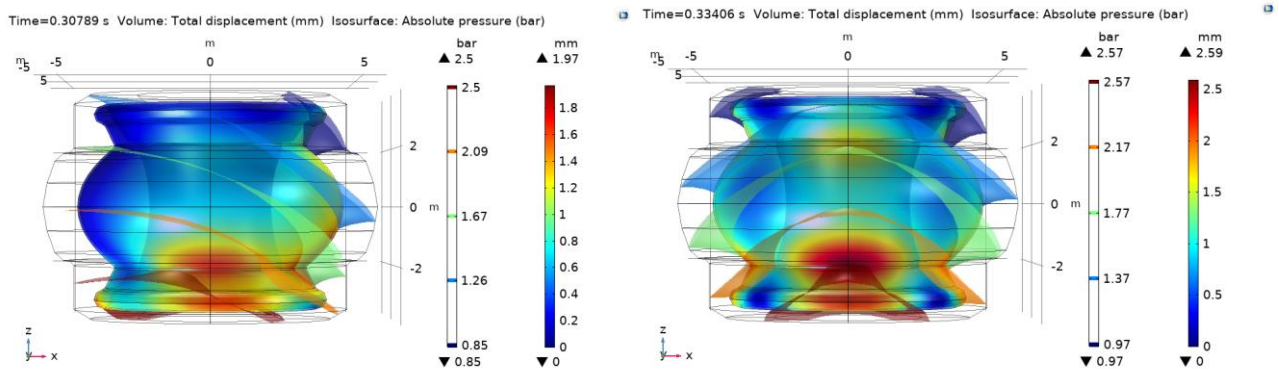 Time=0.30789 s Volume: Total displacement (mm) Isosurface: Absolute pressure (bar)
m
-5 0 5
m
-5
5
2
0 m
-2
z
y x
bar
▲ 2.5
2.5
2.09
1.67
1.26
0.85
▼ 0.85
mm
▲ 1.97
1.8
1.6
1.4
1.2
1
0.8
0.6
0.4
0.2
0
▼ 0
Time=0.33406 s Volume: Total displacement (mm) Isosurface: Absolute pressure (bar)
m
-5 0 5
m
-5
5
2
0 m
-2
z
y x
bar
▲ 2.57
2.57
2.17
1.77
1.37
0.97
▼ 0.97
mm
▲ 2.59
2.5
2
1.5
1
0.5
0
▼ 0